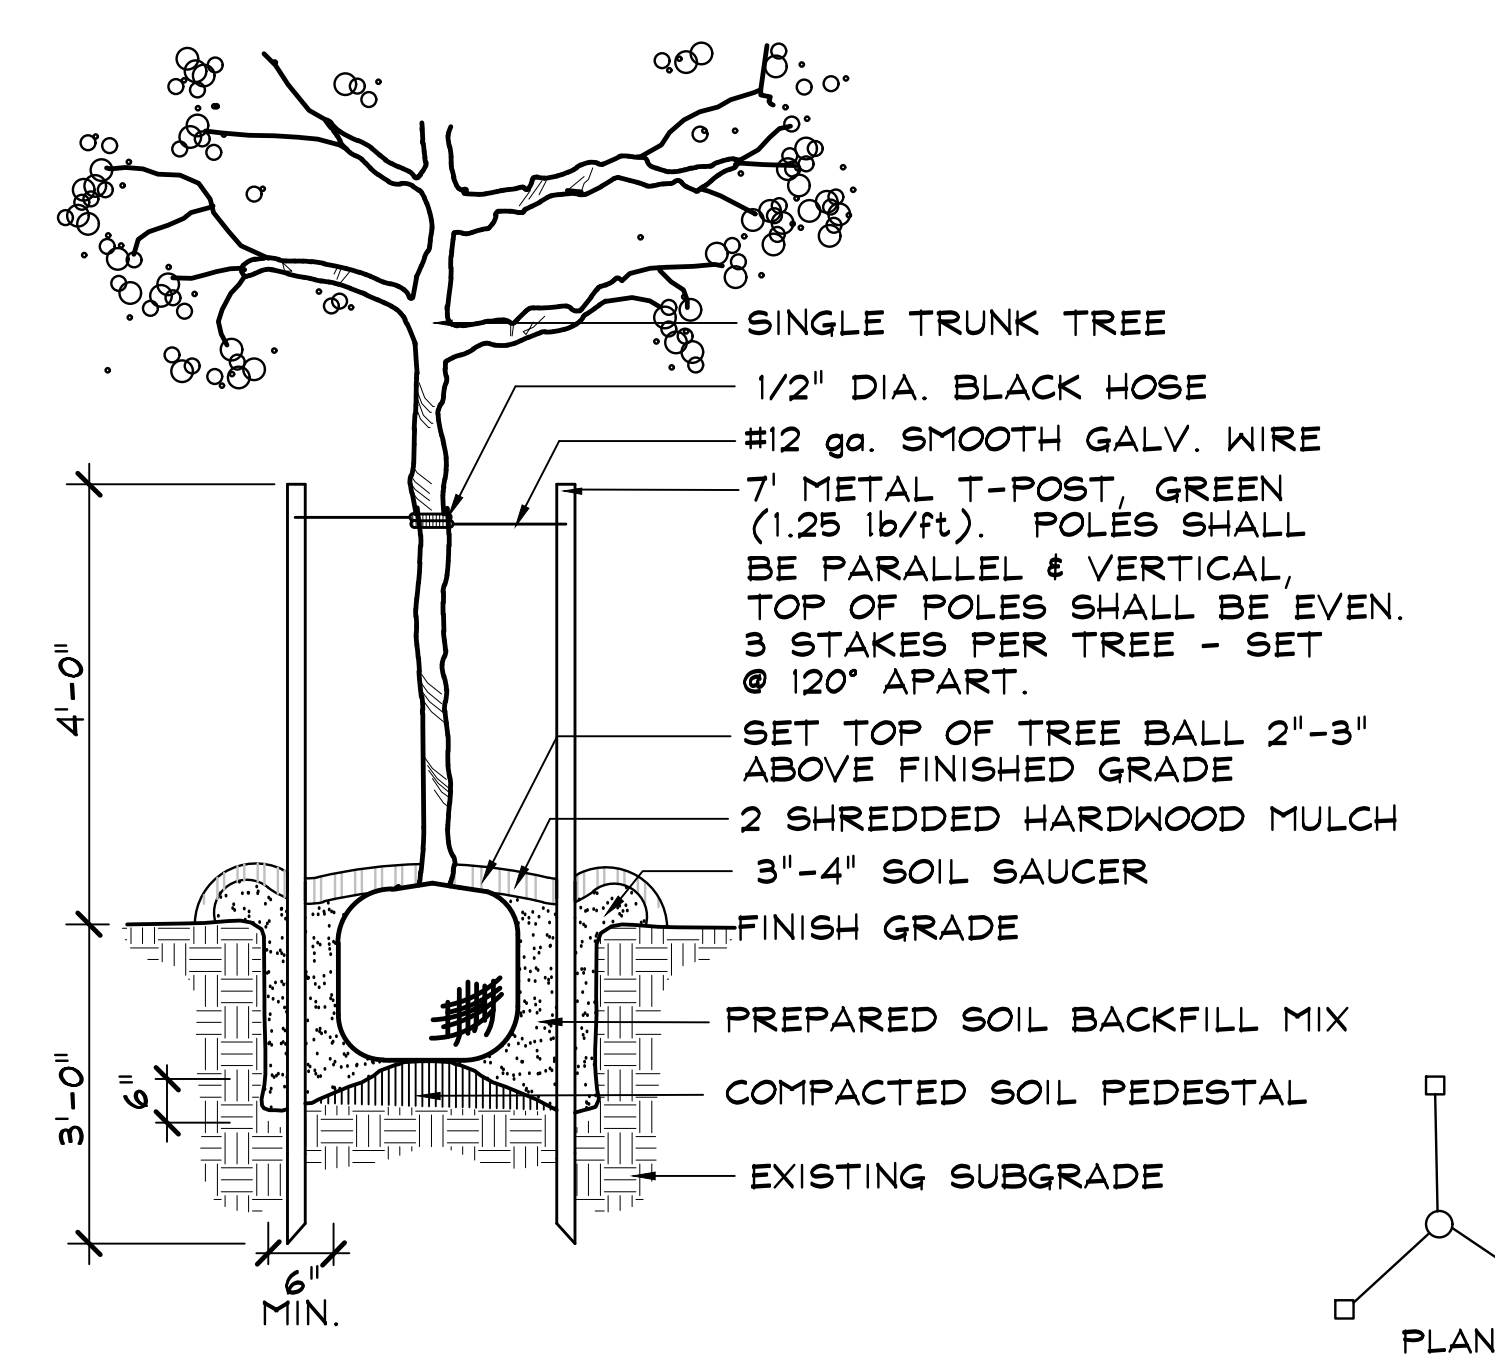 SINGLE TRUNK TREE
1/2" DIA. BLACK HOSE
#12 ga. SMOOTH GALV. WIRE
7' METAL T-POST, GREEN
(1.25 lb/ft). POLES SHALL
BE PARALLEL & VERTICAL,
TOP OF POLES SHALL BE EVEN.
3 STAKES PER TREE - SET
@ 120° APART.
4'-0"
SET TOP OF TREE BALL 2"-3"
ABOVE FINISHED GRADE
2 SHREDDED HARDWOOD MULCH
3"-4" SOIL SAUCER
FINISH GRADE
PREPARED SOIL BACKFILL MIX
3'-0"
6"
COMPACTED SOIL PEDESTAL
EXISTING SUBGRADE
6"
MIN.
PLAN